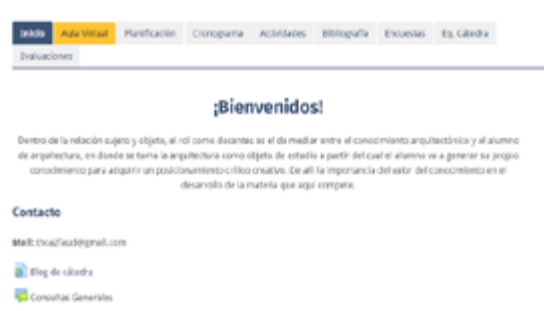 Inicio Aula Virtual Planificación Cronograma Actividades Bibliografía Encuestas Eq. Cátedra
Evaluaciones
¡Bienvenidos!
Dentro de la relación sujeto y objeto, el rol como docentes es el de mediar entre el conocimiento arquitectónico y el alumno
de arquitectura, en donde se toma la arquitectura como objeto de estudio a partir del cual el alumno va a generar su propio
conocimiento para adquirir un posicionamiento crítico creativo. De allí la importancia del valor del conocimiento en el
desarrollo de la materia que aquí compete.
Contacto
Mail:
Blog de cátedra
Consultas Generales